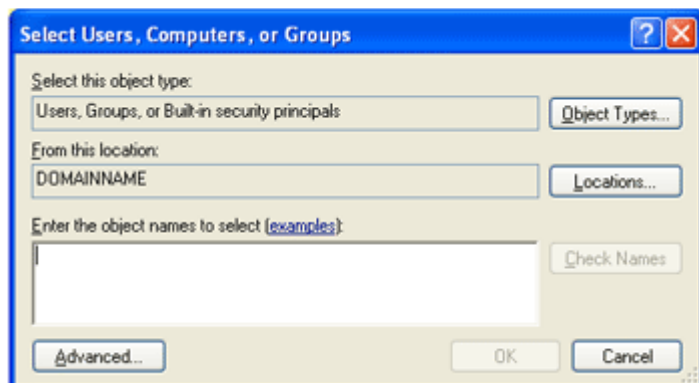 Select Users, Computers, or Groups
Select this object type:
Users, Groups, or Built-in security principals
Object Types...
From this location:
DOMAINNAME
Locations...
Enter the object names to select (examples):
Check Names
Advanced...
OK
Cancel